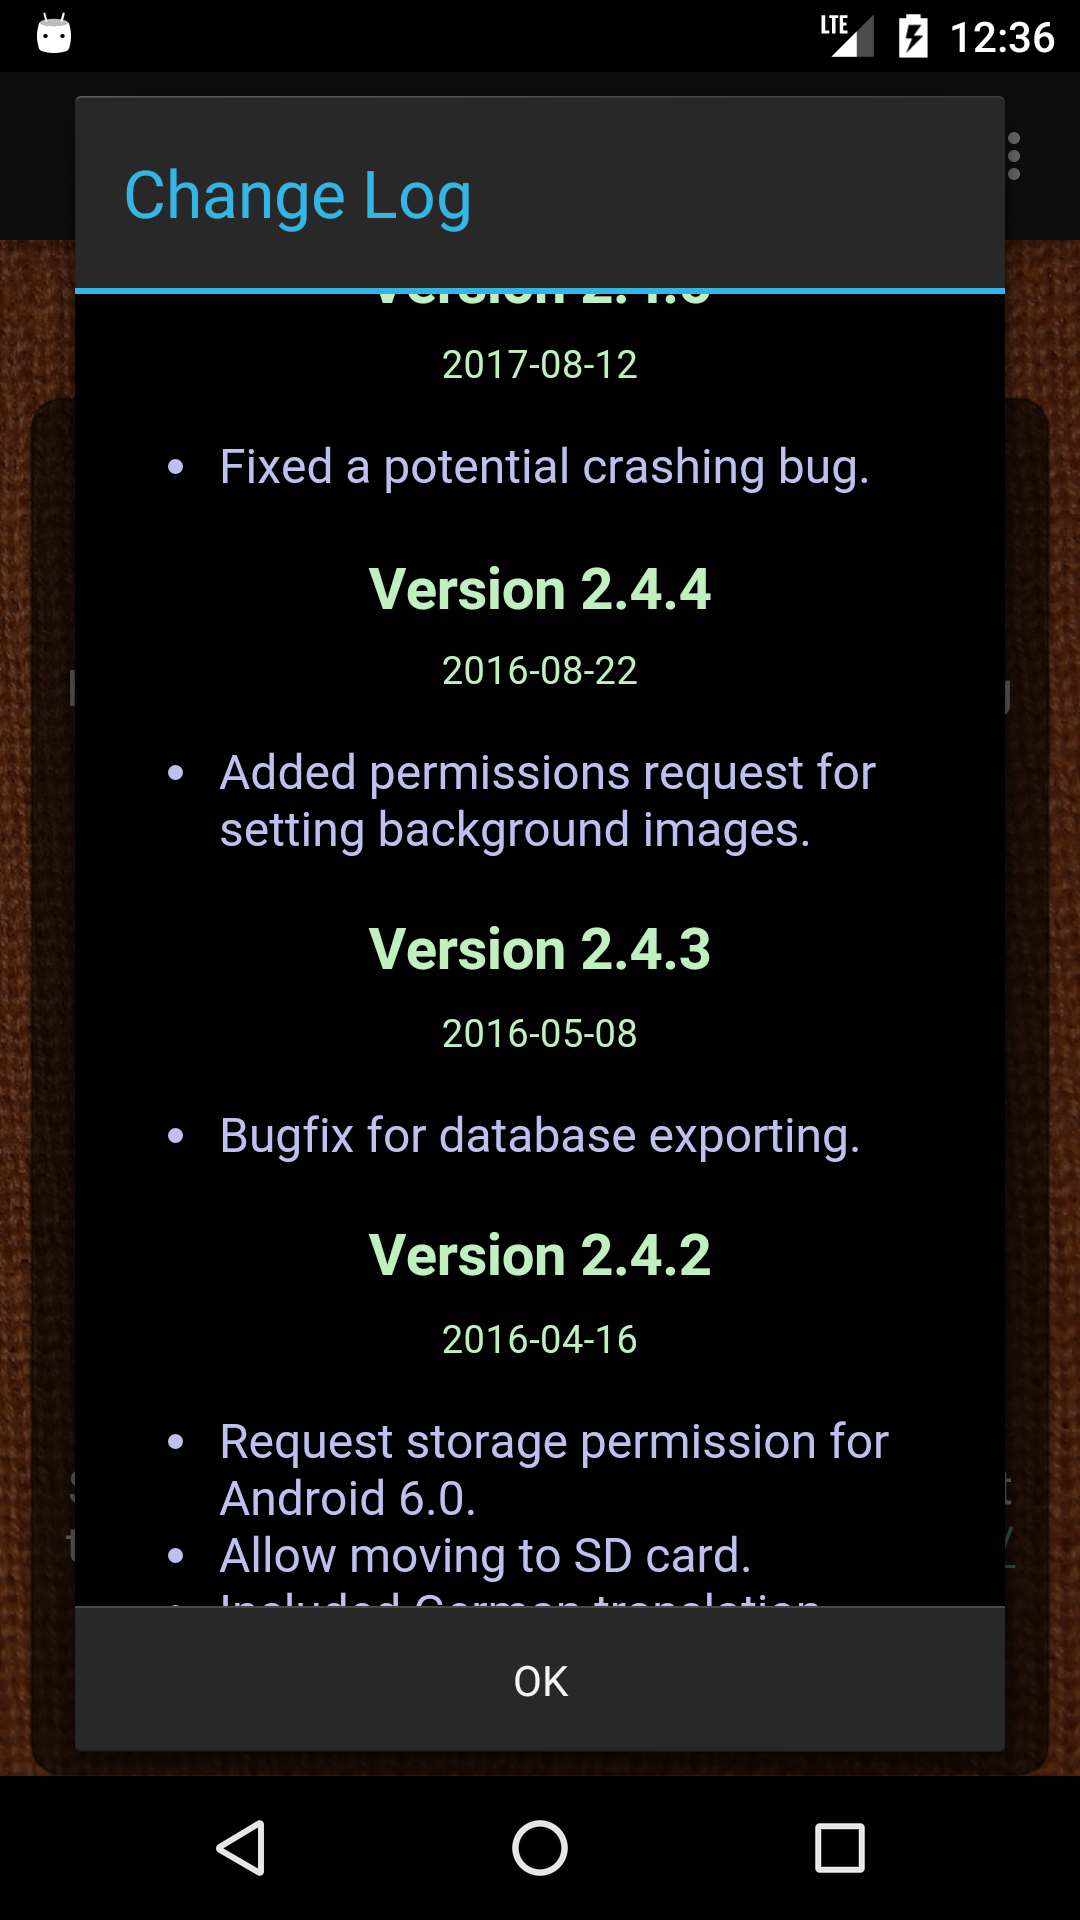 LTE 12:36
Change Log
2017-08-12
• Fixed a potential crashing bug.
Version 2.4.4
2016-08-22
• Added permissions request for
setting background images.
Version 2.4.3
2016-05-08
• Bugfix for database exporting.
Version 2.4.2
2016-04-16
• Request storage permission for
Android 6.0.
• Allow moving to SD card.
Included German translation
OK